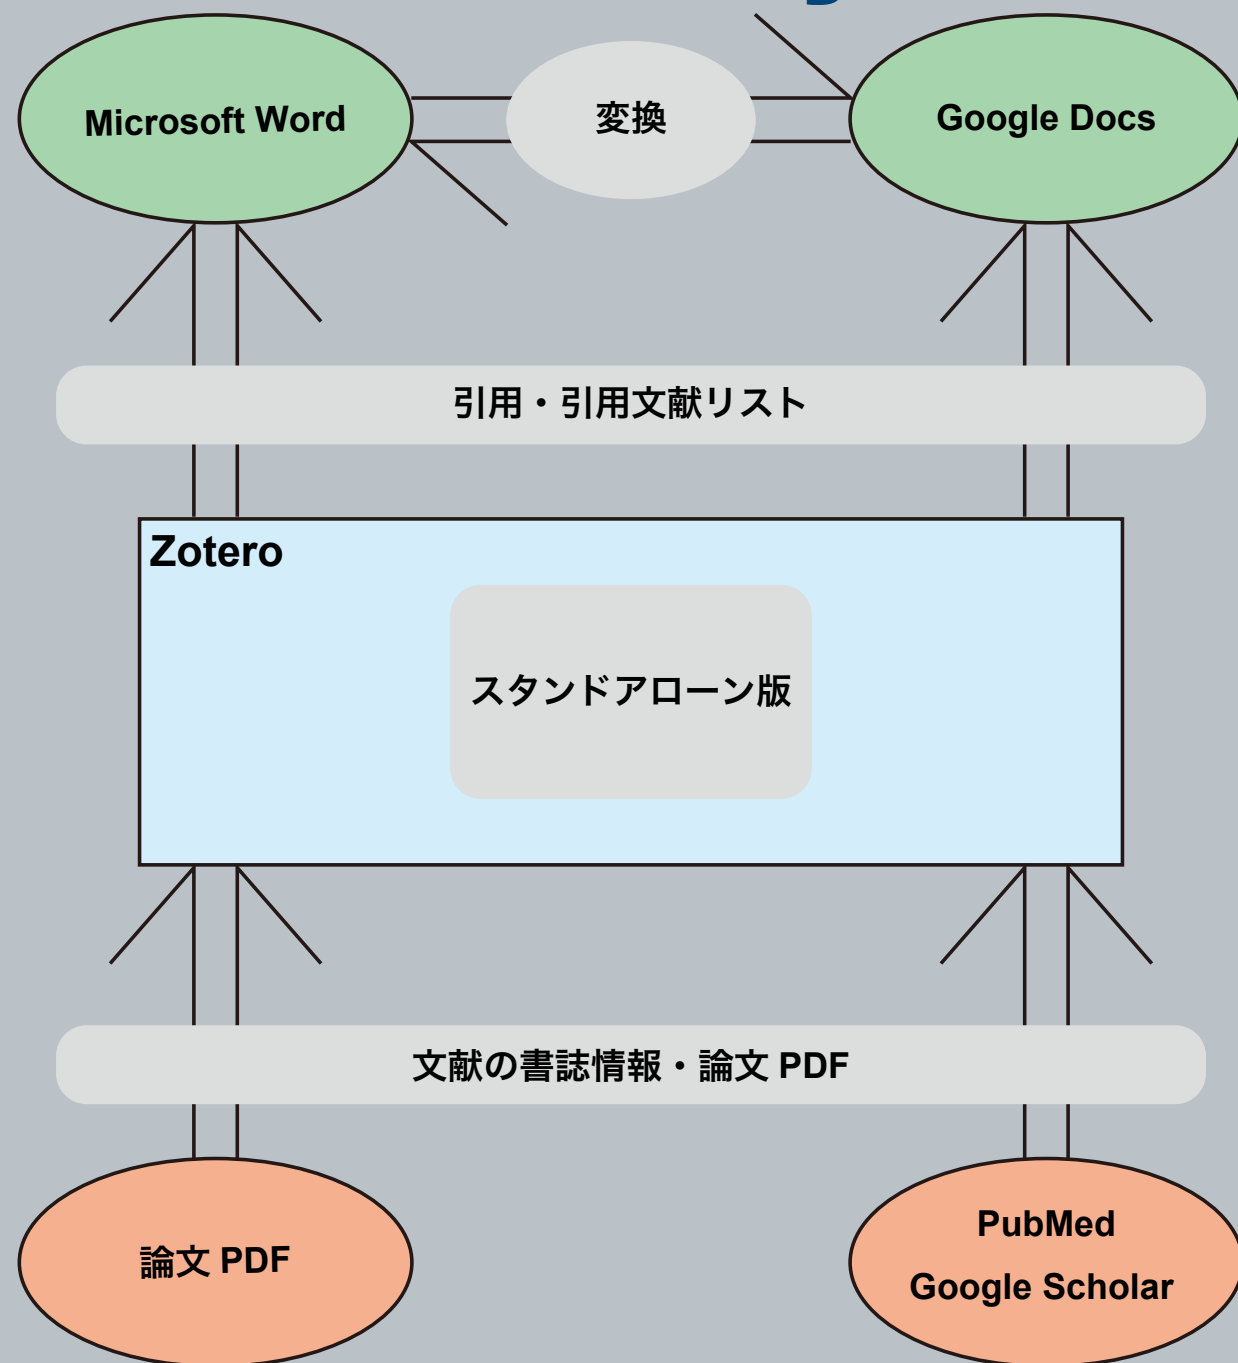 Microsoft Word
変換
Google Docs
引用・引用文献リスト
Zotero
スタンドアローン版
文献の書誌情報・論文 PDF
論文 PDF
PubMed
Google Scholar